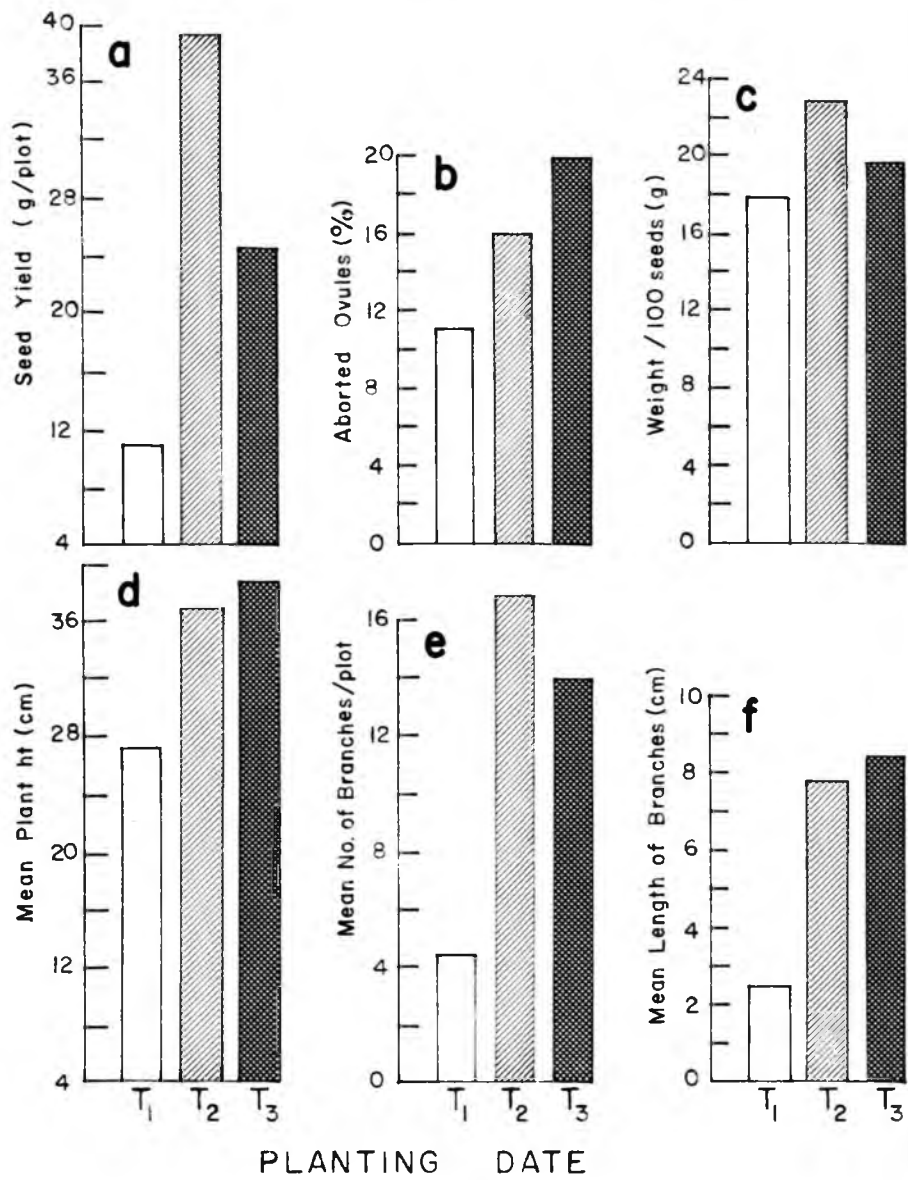 a
Seed Yield (g/plot)
40
36
28
20
12
4
b
Aborted Ovules (%)
20
16
12
8
4
0
c
Weight /100 seeds (g)
24
20
16
12
8
4
0
d
Mean Plant ht (cm)
36
28
20
12
4
T1
T2
T3
e
Mean No. of Branches/plot
16
12
8
4
0
T1
T2
T3
f
Mean Length of Branches (cm)
10
8
6
4
2
0
T1
T2
T3
PLANTING DATE